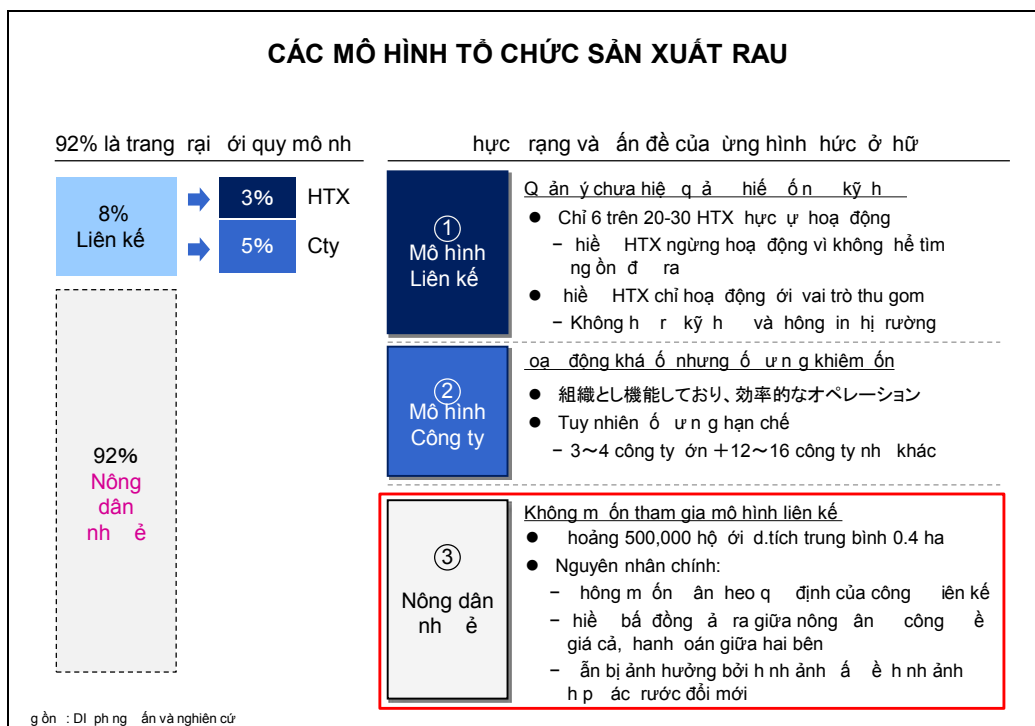 CÁC MÔ HÌNH TỔ CHỨC SẢN XUẤT RAU
92% là trang rại ới quy mô nh
8%
Liên kế
3%
HTX
5%
Cty
92%
Nông
dân
nh ẻ
hực rạng và ấn đề của ừng hình hức ở hữ
①
Mô hình
Liên kế
Q ản ý chưa hiệ q ả hiế ốn kỹ h
● Chỉ 6 trên 20-30 HTX hực ự hoạ động
− hiề HTX ngừng hoạ động vì không hể tìm
ng ồn đ ra
● hiề HTX chỉ hoạ động ới vai trò thu gom
− Không h r kỹ h và hông in hị rường
②
Mô hình
Công ty
oạ động khá ố nhưng ố ư ng khiêm ốn
● 組織とし機能しており、効率的なオペレーション
● Tuy nhiên ố ư ng hạn chế
− 3～4 công ty ớn ＋12～16 công ty nh khác
③
Nông dân
nh ẻ
Không m ốn tham gia mô hình liên kế
● hoảng 500,000 hộ ới d.tích trung bình 0.4 ha
● Nguyên nhân chính:
− hông m ốn ân heo q định của công iên kế
− hiề bấ đồng ả ra giữa nông ân công ề
giá cả, hanh oán giữa hai bên
− ẫn bị ảnh hưởng bởi h nh ảnh ấ ề h nh ảnh
h p ác rước đổi mới
g ồn : DI ph ng ấn và nghiên cứ